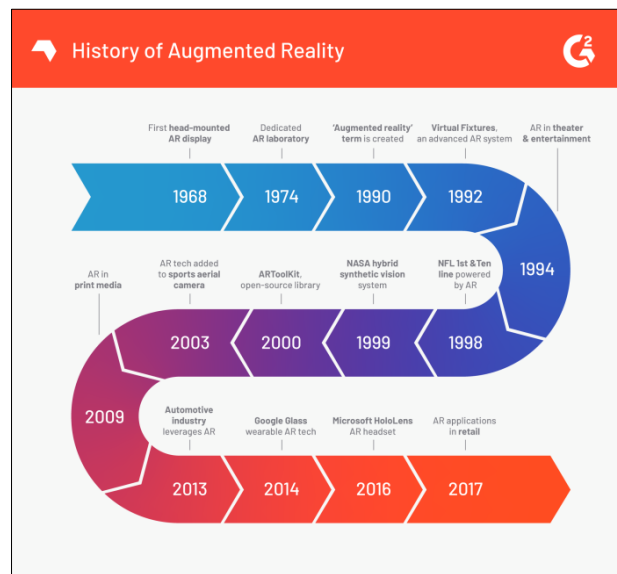 History of Augmented Reality
G2
First head-mounted
AR display
Dedicated
AR laboratory
'Augmented reality'
term is created
Virtual Fixtures,
an advanced AR system
AR in theater
& entertainment
1968
1974
1990
1992
1994
AR in
print media
AR tech added
to sports aerial
camera
ARToolKit,
open-source library
NASA hybrid
synthetic vision
system
NFL 1st & Ten
line powered
by AR
2003
2000
1999
1998
2009
Automotive
industry
leverages AR
Google Glass
wearable AR tech
Microsoft HoloLens
AR headset
AR applications
in retail
2013
2014
2016
2017